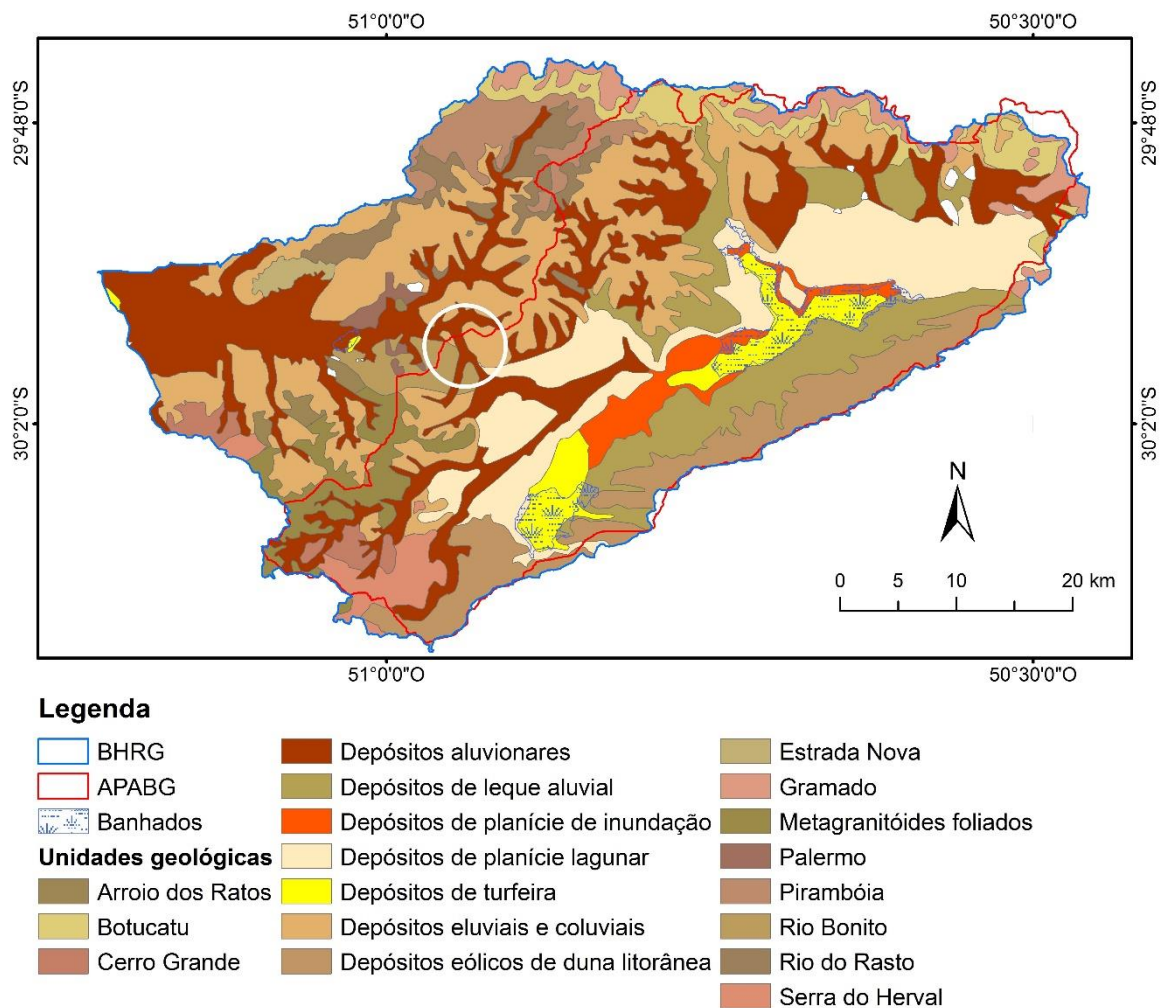 51°0'0"O
50°30'0"O
29°48'0"S
29°48'0"S
30°2'0"S
30°2'0"S
N
0 5 10 20 km
51°0'0"O
50°30'0"O
Legenda
BHRG
APABG
Banhados
Unidades geológicas
Arroio dos Ratos
Botucatu
Cerro Grande
Depósitos aluvionares
Depósitos de leque aluvial
Depósitos de planície de inundação
Depósitos de planície lagunar
Depósitos de turfeira
Depósitos eluviais e coluviais
Depósitos eólicos de duna litorânea
Estrada Nova
Gramado
Metagranitóides foliados
Palermo
Pirambóia
Rio Bonito
Rio do Rasto
Serra do Herval